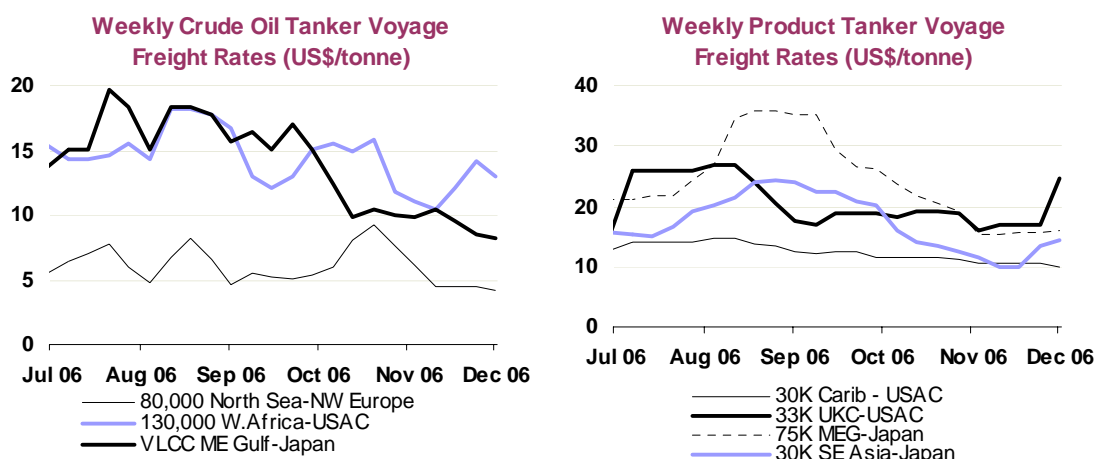 Weekly Crude Oil Tanker Voyage
Freight Rates (US$/tonne)
20
15
10
5
0
Jul 06 Aug 06 Sep 06 Oct 06 Nov 06 Dec 06
80,000 North Sea-NW Europe
130,000 W.Africa-USAC
VLCC ME Gulf-Japan
Weekly Product Tanker Voyage
Freight Rates (US$/tonne)
40
30
20
10
0
Jul 06 Aug 06 Sep 06 Oct 06 Nov 06 Dec 06
30K Carib - USAC
33K UKC-USAC
75K MEG-Japan
30K SE Asia-Japan